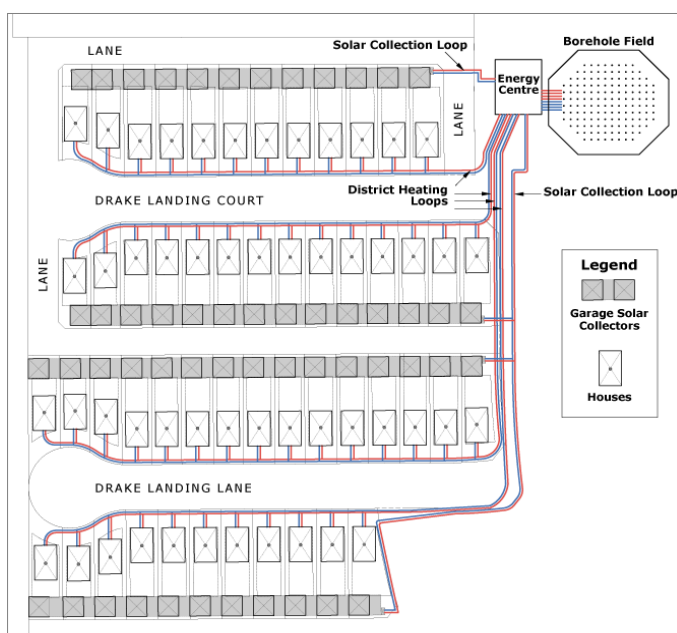 LANE
Solar Collection Loop
Borehole Field
Energy
Centre
LANE
District Heating
Loops
Solar Collection Loop
DRAKE LANDING COURT
LANE
Legend
Garage Solar
Collectors
Houses
DRAKE LANDING LANE